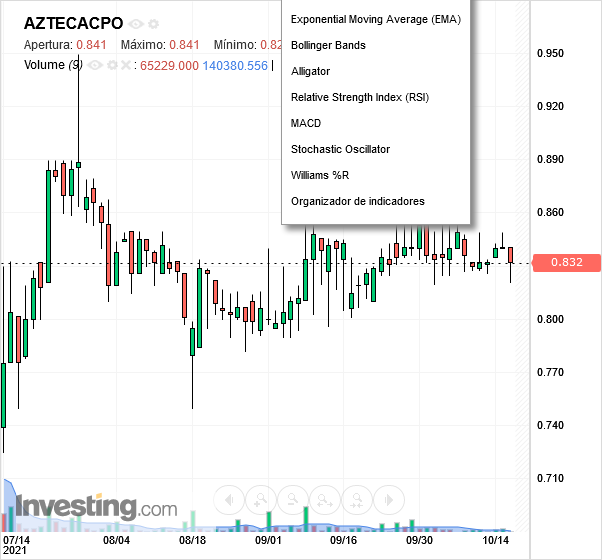 AZTECACPO
Apertura: 0.841 Máximo: 0.841 Mínimo: 0.82
Volume (9) : 65229.000 140380.556
Exponential Moving Average (EMA)
Bollinger Bands
Alligator
Relative Strength Index (RSI)
MACD
Stochastic Oscillator
Williams %R
Organizador de indicadores
0.950
0.920
0.890
0.860
0.832
0.800
0.770
0.740
0.710
Investing.com
07/14 08/04 08/18 09/01 09/16 09/30 10/14
2021